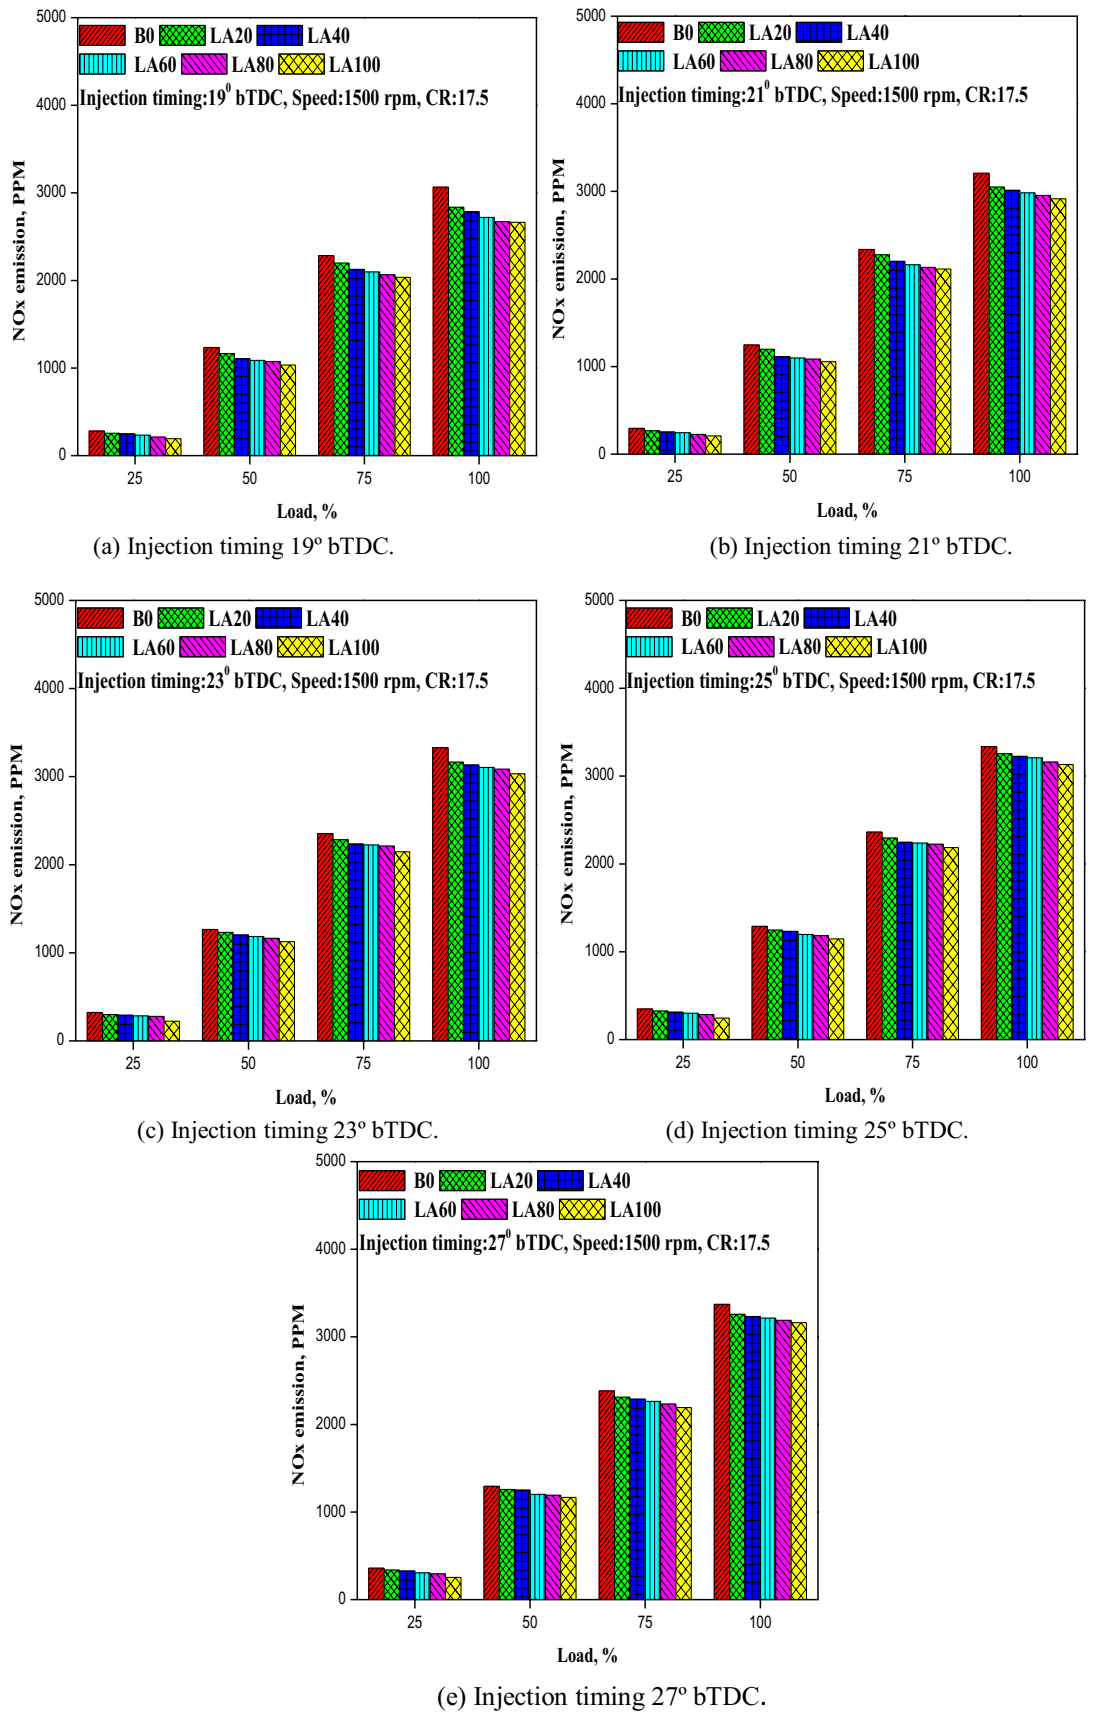 5000
4000
3000
2000
1000
0
NOx emission, PPM
B0 LA20 LA40
LA60 LA80 LA100
Injection timing:19⁰ bTDC, Speed:1500 rpm, CR:17.5
25 50 75 100
Load, %
(a) Injection timing 19º bTDC.
5000
4000
3000
2000
1000
0
NOx emission, PPM
B0 LA20 LA40
LA60 LA80 LA100
Injection timing:21⁰ bTDC, Speed:1500 rpm, CR:17.5
25 50 75 100
Load, %
(b) Injection timing 21º bTDC.
5000
4000
3000
2000
1000
0
NOx emission, PPM
B0 LA20 LA40
LA60 LA80 LA100
Injection timing:23⁰ bTDC, Speed:1500 rpm, CR:17.5
25 50 75 100
Load, %
(c) Injection timing 23º bTDC.
5000
4000
3000
2000
1000
0
NOx emission, PPM
B0 LA20 LA40
LA60 LA80 LA100
Injection timing:25⁰ bTDC, Speed:1500 rpm, CR:17.5
25 50 75 100
Load, %
(d) Injection timing 25º bTDC.
5000
4000
3000
2000
1000
0
NOx emission, PPM
B0 LA20 LA40
LA60 LA80 LA100
Injection timing:27⁰ bTDC, Speed:1500 rpm, CR:17.5
25 50 75 100
Load, %
(e) Injection timing 27º bTDC.